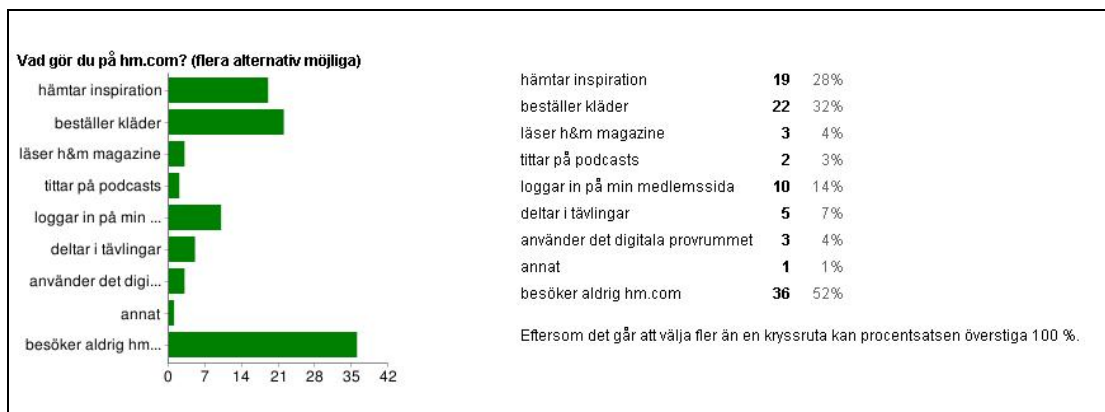 Vad gör du på hm.com? (flera alternativ möjliga)
hämtar inspiration
beställer kläder
läser h&m magazine
tittar på podcasts
loggar in på min ...
deltar i tävlingar
använder det digi...
annat
besöker aldrig hm...
0 7 14 21 28 35 42
hämtar inspiration 19 28%
beställer kläder 22 32%
läser h&m magazine 3 4%
tittar på podcasts 2 3%
loggar in på min medlemssida 10 14%
deltar i tävlingar 5 7%
använder det digitala provrummet 3 4%
annat 1 1%
besöker aldrig hm.com 36 52%
Eftersom det går att välja fler än en kryssruta kan procentsatsen överstiga 100 %.